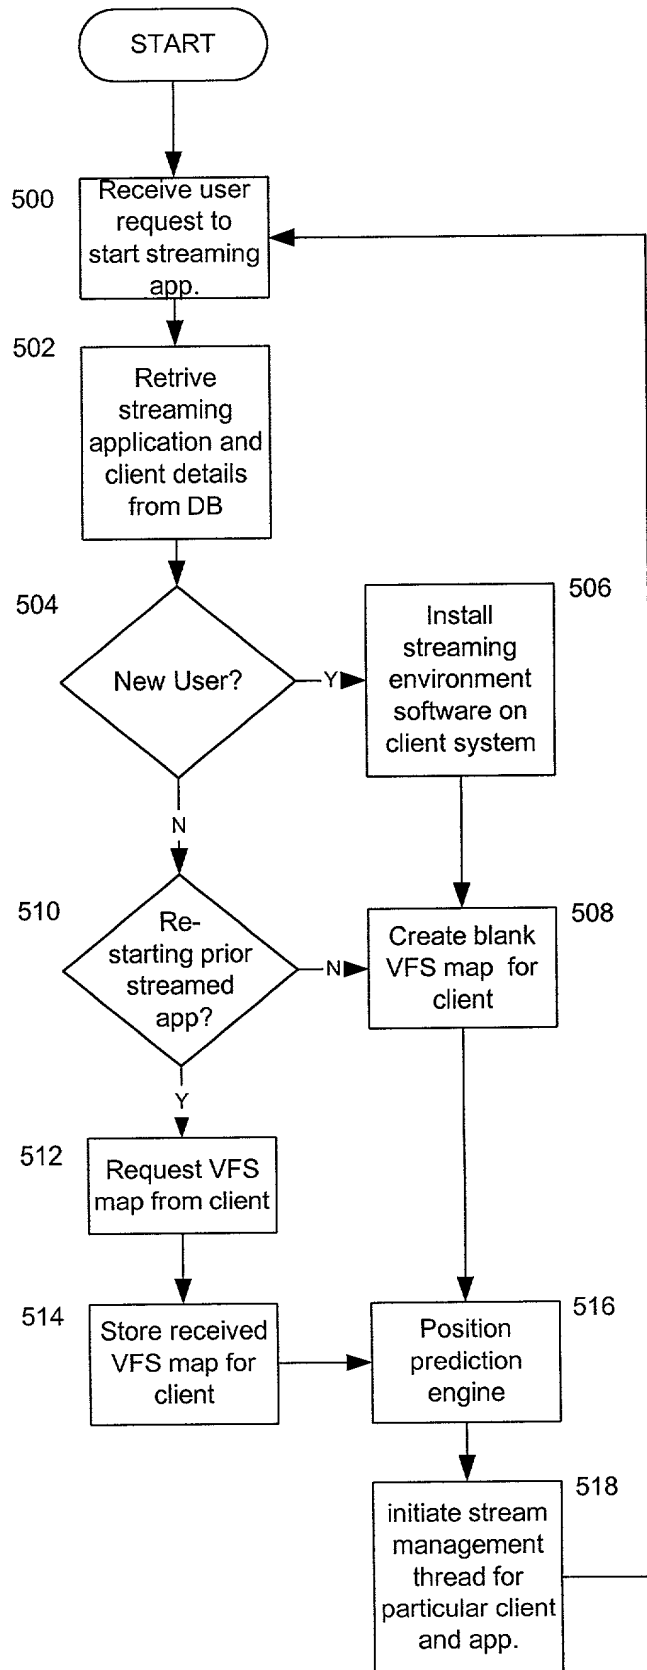 START
500
Receive user
request to
start streaming
app.
502
Retrive
streaming
application and
client details
from DB
504
New User?
Y
506
Install
streaming
environment
software on
client system
N
510
Re-
starting prior
streamed
app?
N
508
Create blank
VFS map for
client
Y
512
Request VFS
map from client
514
Store received
VFS map for
client
516
Position
prediction
engine
518
initiate stream
management
thread for
particular client
and app.